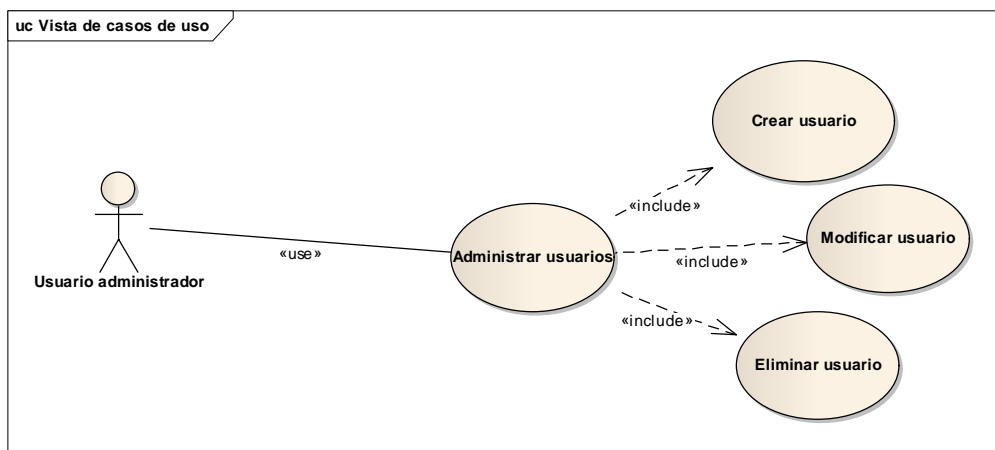 uc Vista de casos de uso
Crear usuario
«include»
Modificar usuario
Administrar usuarios
«use»
«include»
Usuario administrador
«include»
Eliminar usuario